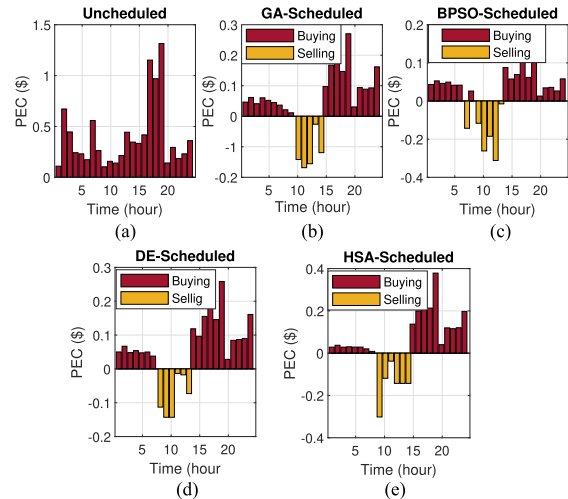 Uncheduled
PEC ($)
1.5
1
0.5
0
5 10 15 20
Time (hour)
(a)
GA-Scheduled
Buying
Selling
PEC ($)
0.3
0.2
0.1
0
-1
-0.2
5 10 15 20
Time (hour)
(b)
BPSO-Scheduled
Buying
Selling
PEC ($)
0.2
0
-0.2
-0.4
5 10 15 20
Time (hour)
(c)
DE-Scheduled
Buying
Sellig
PEC ($)
0.3
0.2
0.1
0
-0.1
-0.2
5 10 15 20
Time (hour
(d)
HSA-Scheduled
Buying
Selling
PEC ($)
0.4
0.2
0
-0.2
-0.4
5 10 15 20
Time (hour)
(e)